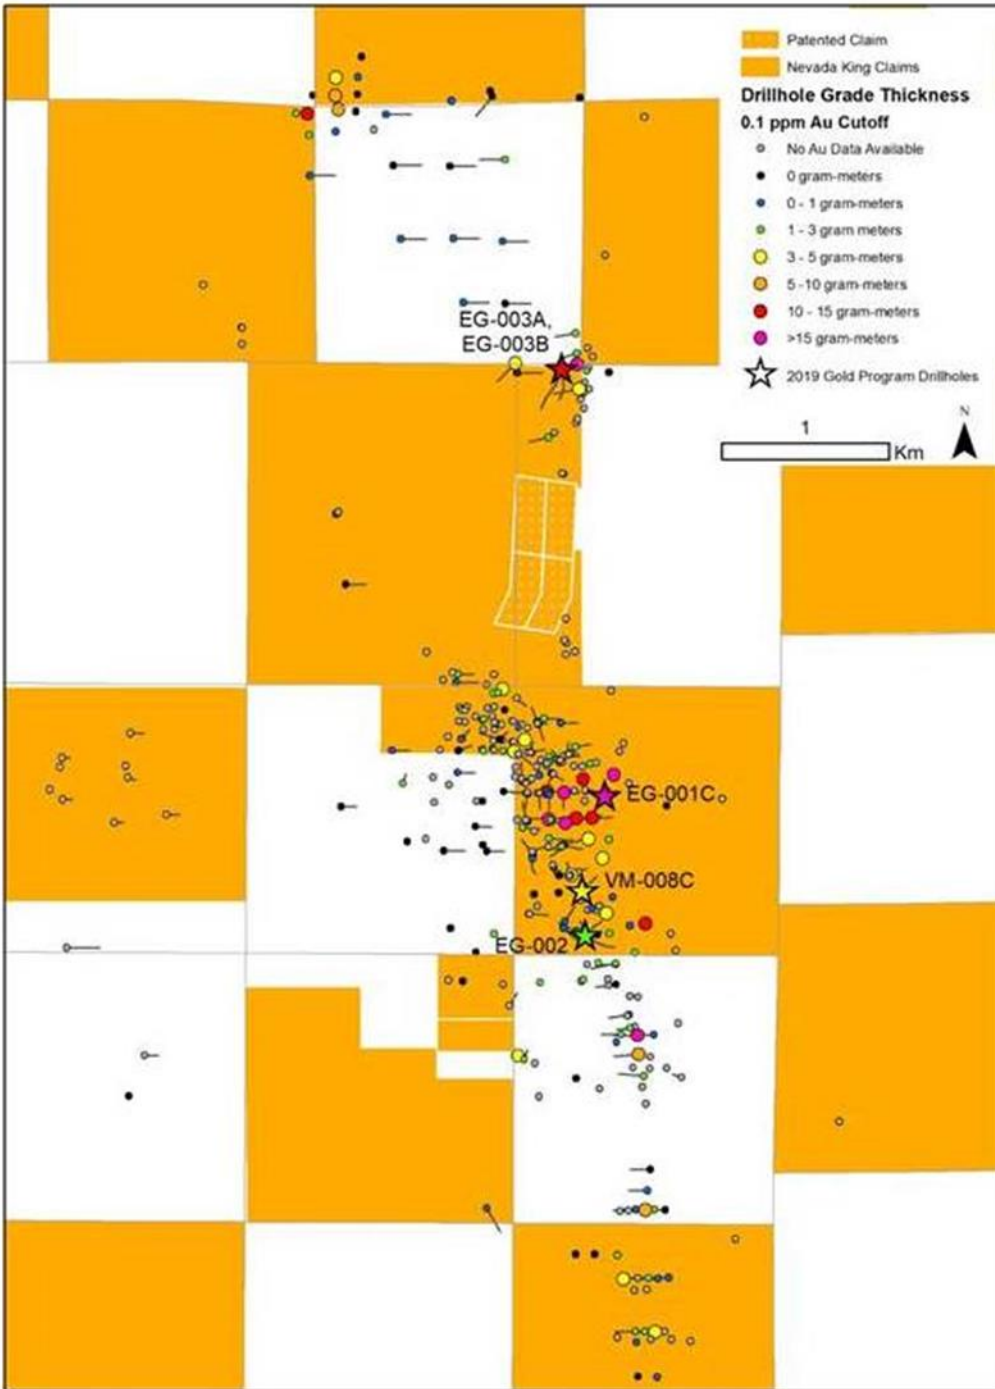 Patented Claim
Nevada King Claims
Drillhole Grade Thickness
0.1 ppm Au Cutoff
No Au Data Available
0 gram-meters
0 - 1 gram-meters
1 - 3 gram meters
3 - 5 gram-meters
5 -10 gram-meters
10 - 15 gram-meters
>15 gram-meters
2019 Gold Program Drillholes
1
Km
N
EG-003A,
EG-003B
EG-001C
VM-008C
EG-002